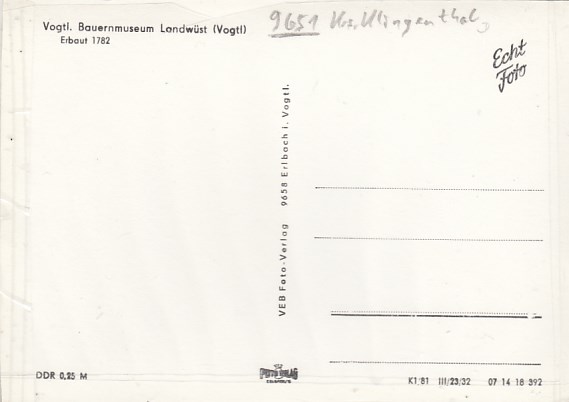 Vogtl. Bauernmuseum Landwüst (Vogtl)
Erbaut 1782
9651 Krs. Klingenthal
Echt
Foto
VEB Foto-Verlag 9658 Erlbach i. Vogtl.
DDR 0,25 M
K1/81 III/23/32 07 14 18 392